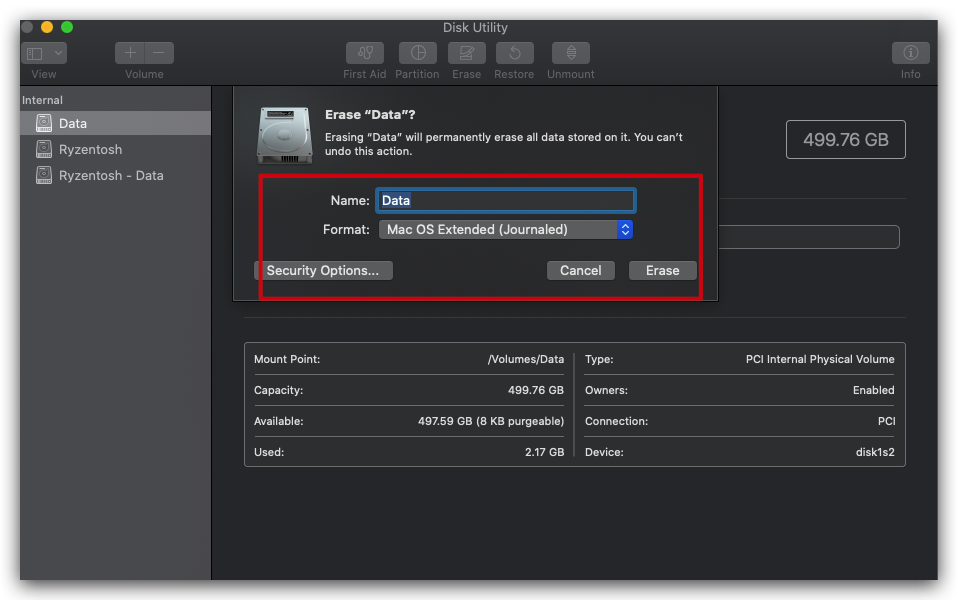 Disk Utility
View
Volume
First Aid
Partition
Erase
Restore
Unmount
Info
Internal
Data
Ryzentosh
Ryzentosh - Data
Erase “Data”?
Erasing “Data” will permanently erase all data stored on it. You can’t
undo this action.
499.76 GB
Name: Data
Format: Mac OS Extended (Journaled)
Security Options...
Cancel
Erase
Mount Point: /Volumes/Data
Type: PCI Internal Physical Volume
Capacity: 499.76 GB
Owners: Enabled
Available: 497.59 GB (8 KB purgeable)
Connection: PCI
Used: 2.17 GB
Device: disk1s2